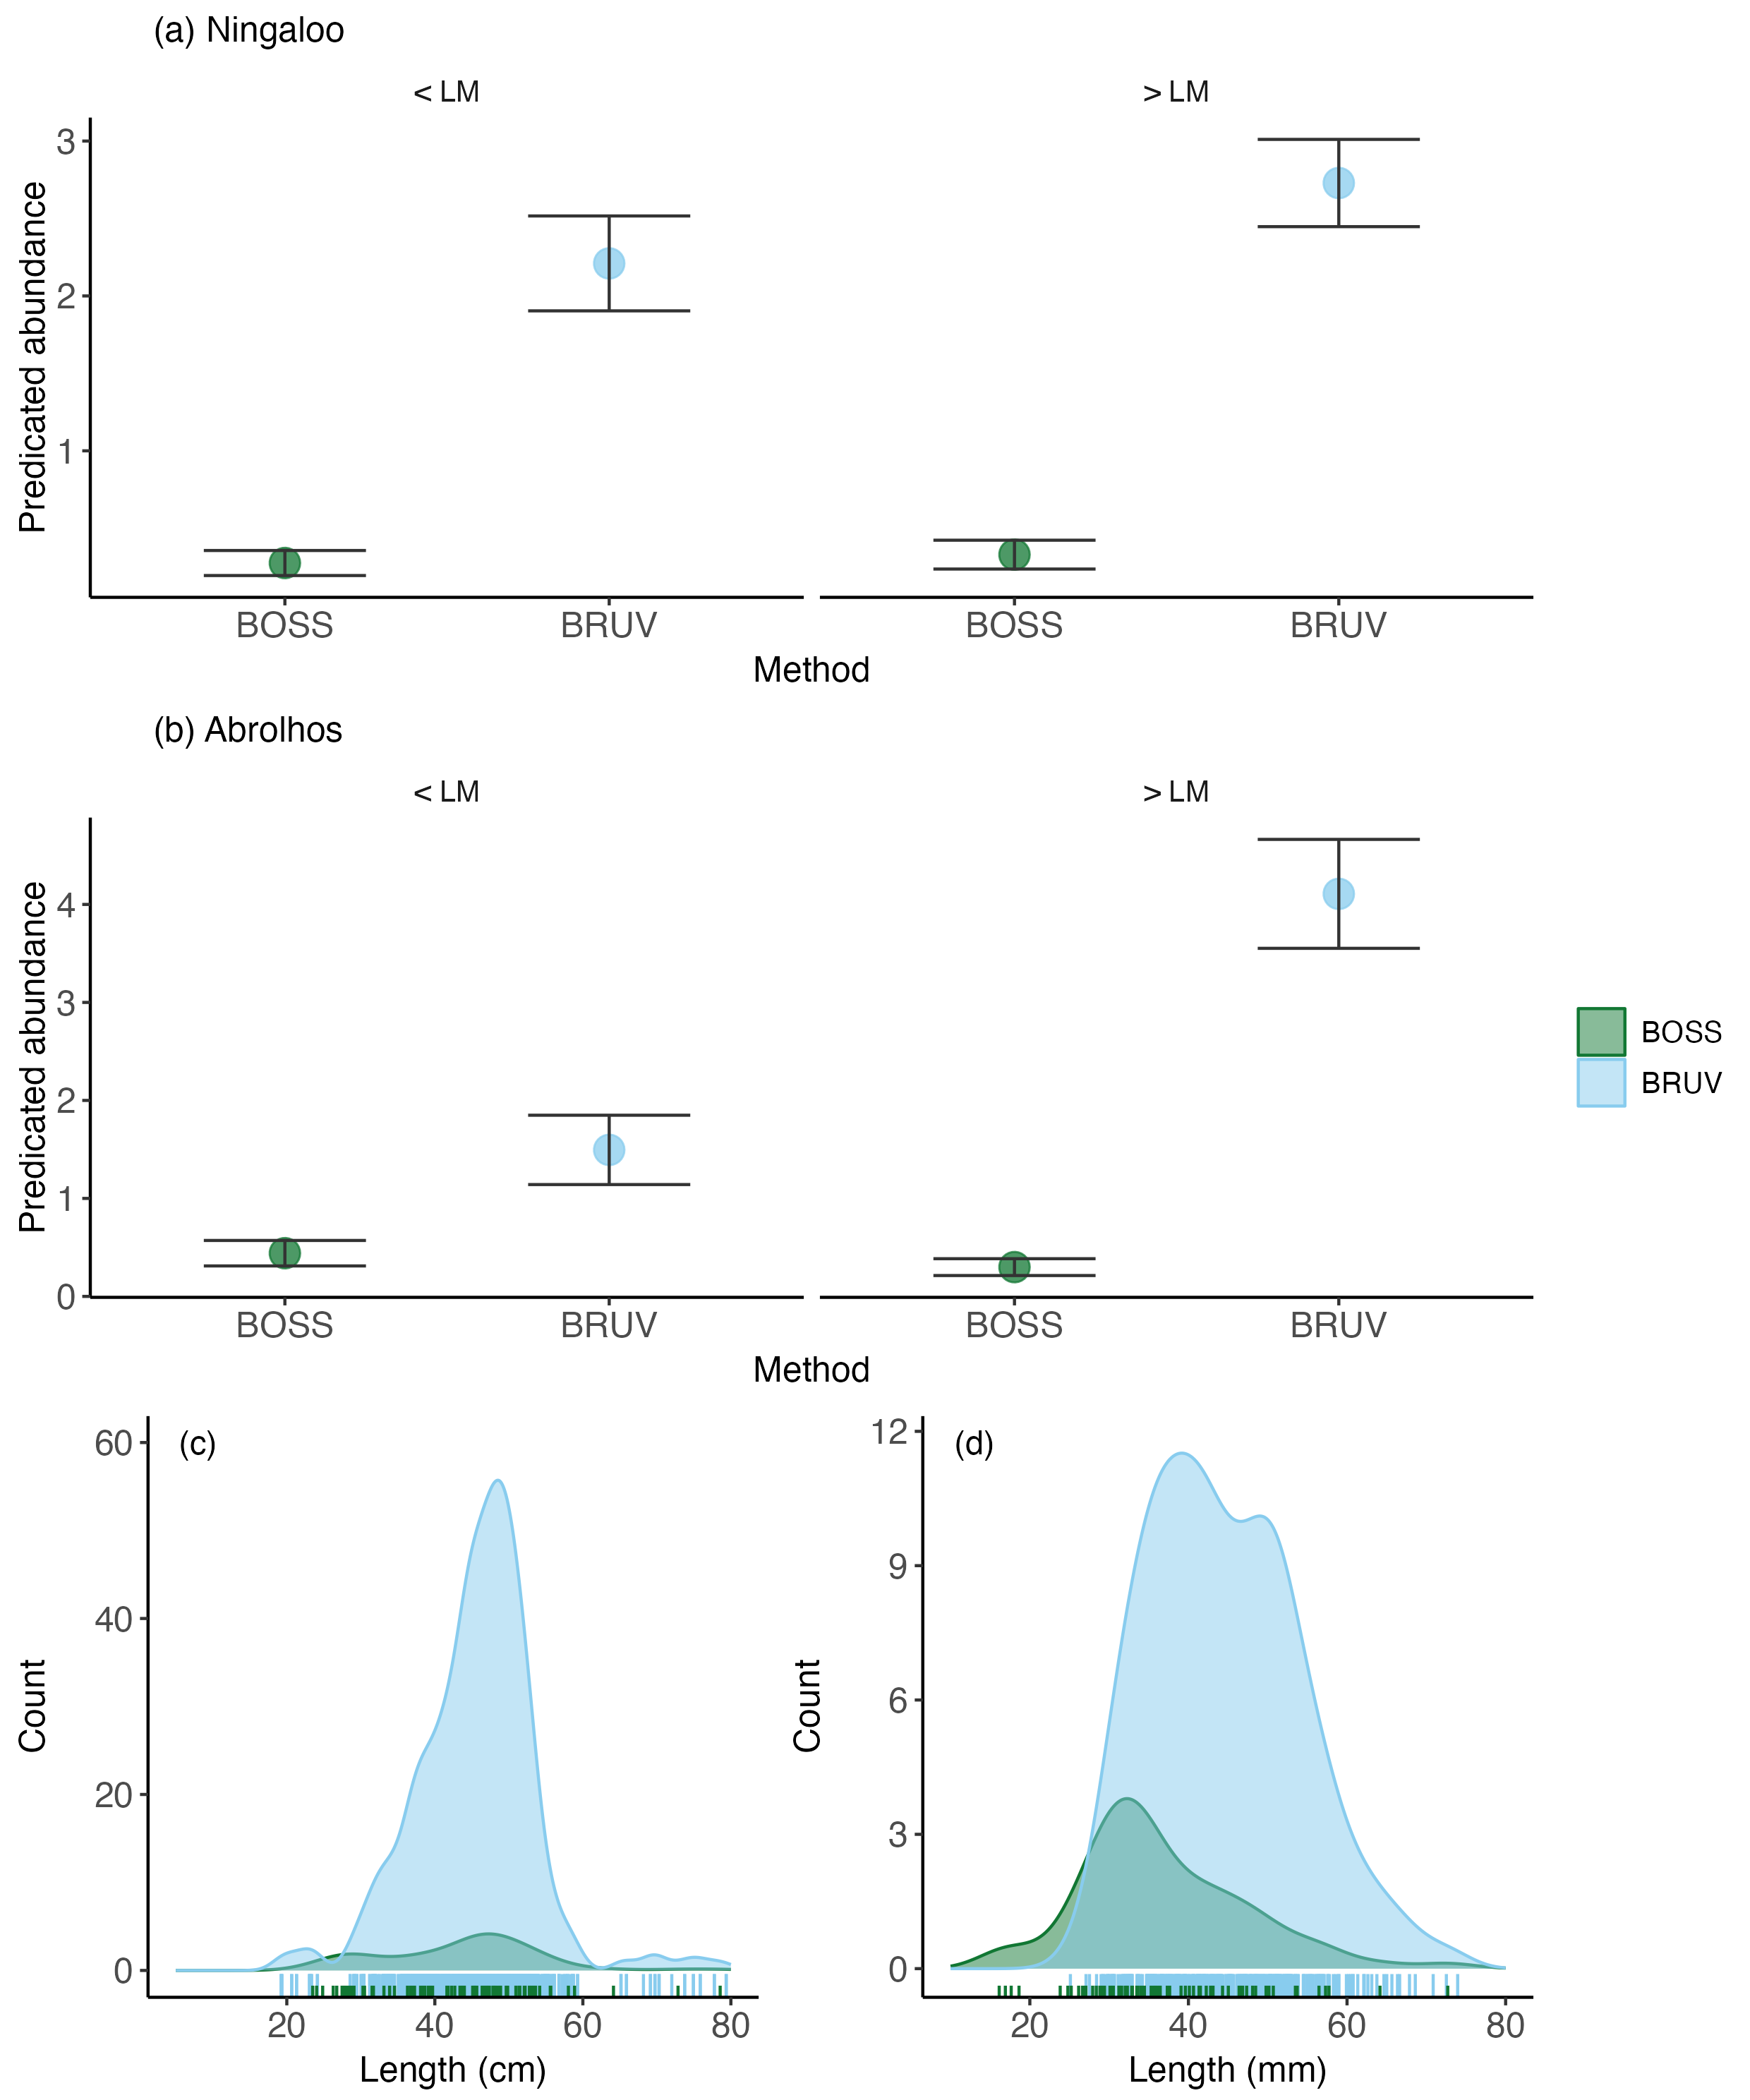 (a) Ningaloo
< LM
> LM
Predicated abundance
3
2
1
BOSS
BRUV
BOSS
BRUV
Method
(b) Abrolhos
< LM
> LM
Predicated abundance
4
3
2
1
0
BOSS
BRUV
BOSS
BRUV
Method
BOSS
BRUV
(c)
Count
60
40
20
0
20
40
60
80
Length (cm)
(d)
Count
12
9
6
3
0
20
40
60
80
Length (mm)